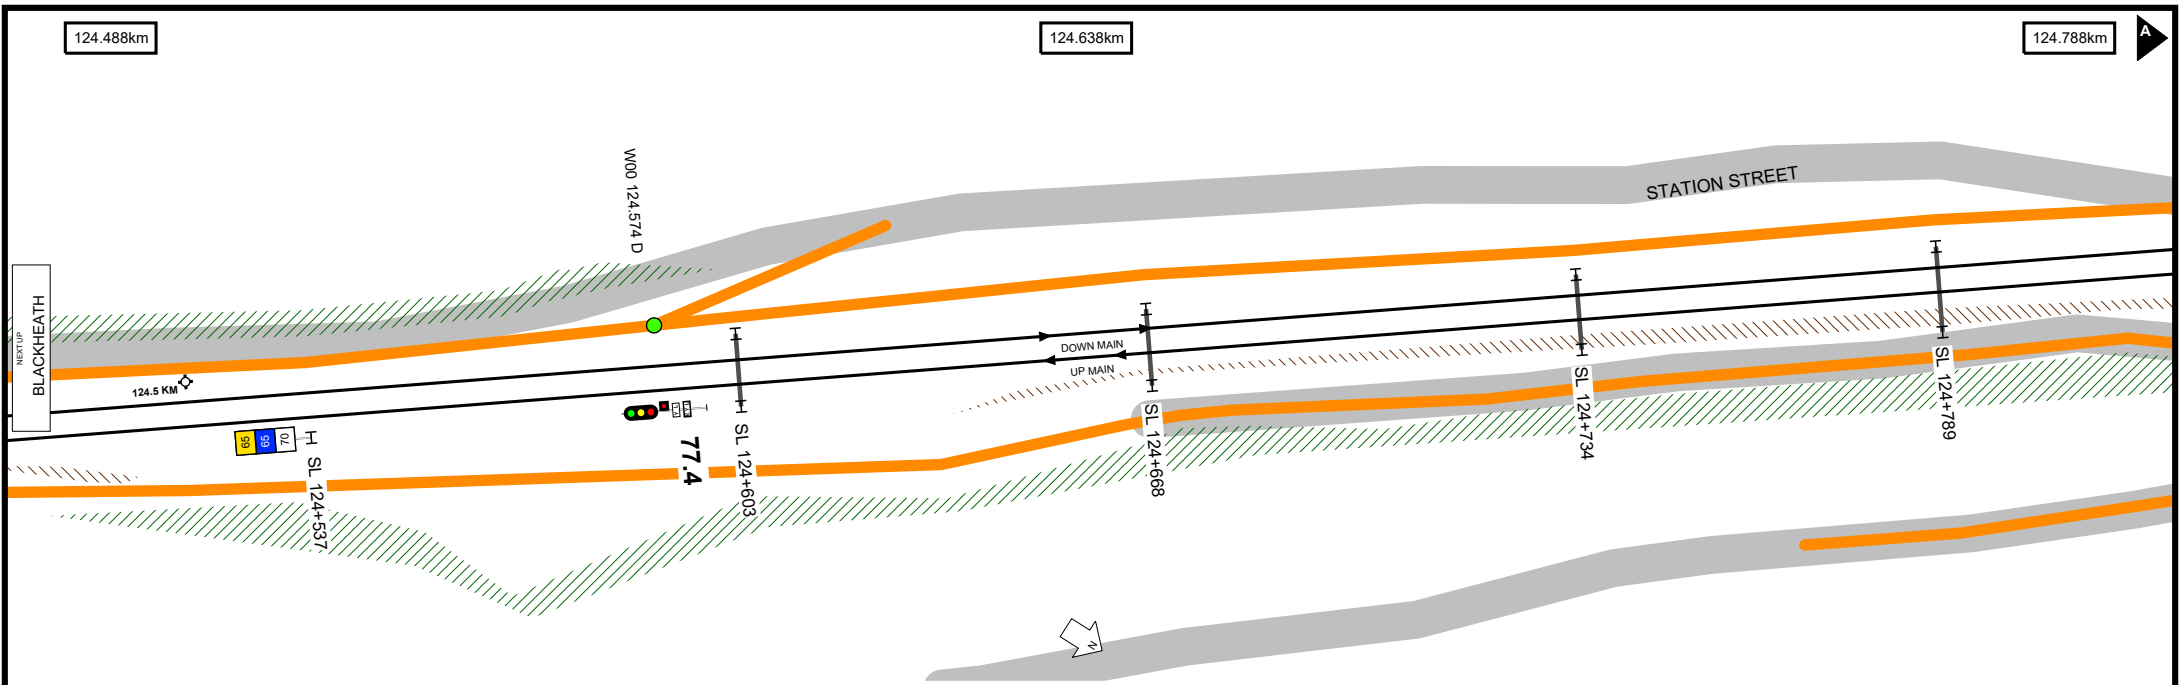 124.488km
124.638km
124.788km
A
W00 124.574 D
STATION STREET
NEXT UP
BLACKHEATH
124.5 KM
DOWN MAIN
UP MAIN
65
65
70
77.4
SL 124+537
SL 124+603
SL 124+668
SL 124+734
SL 124+789
N